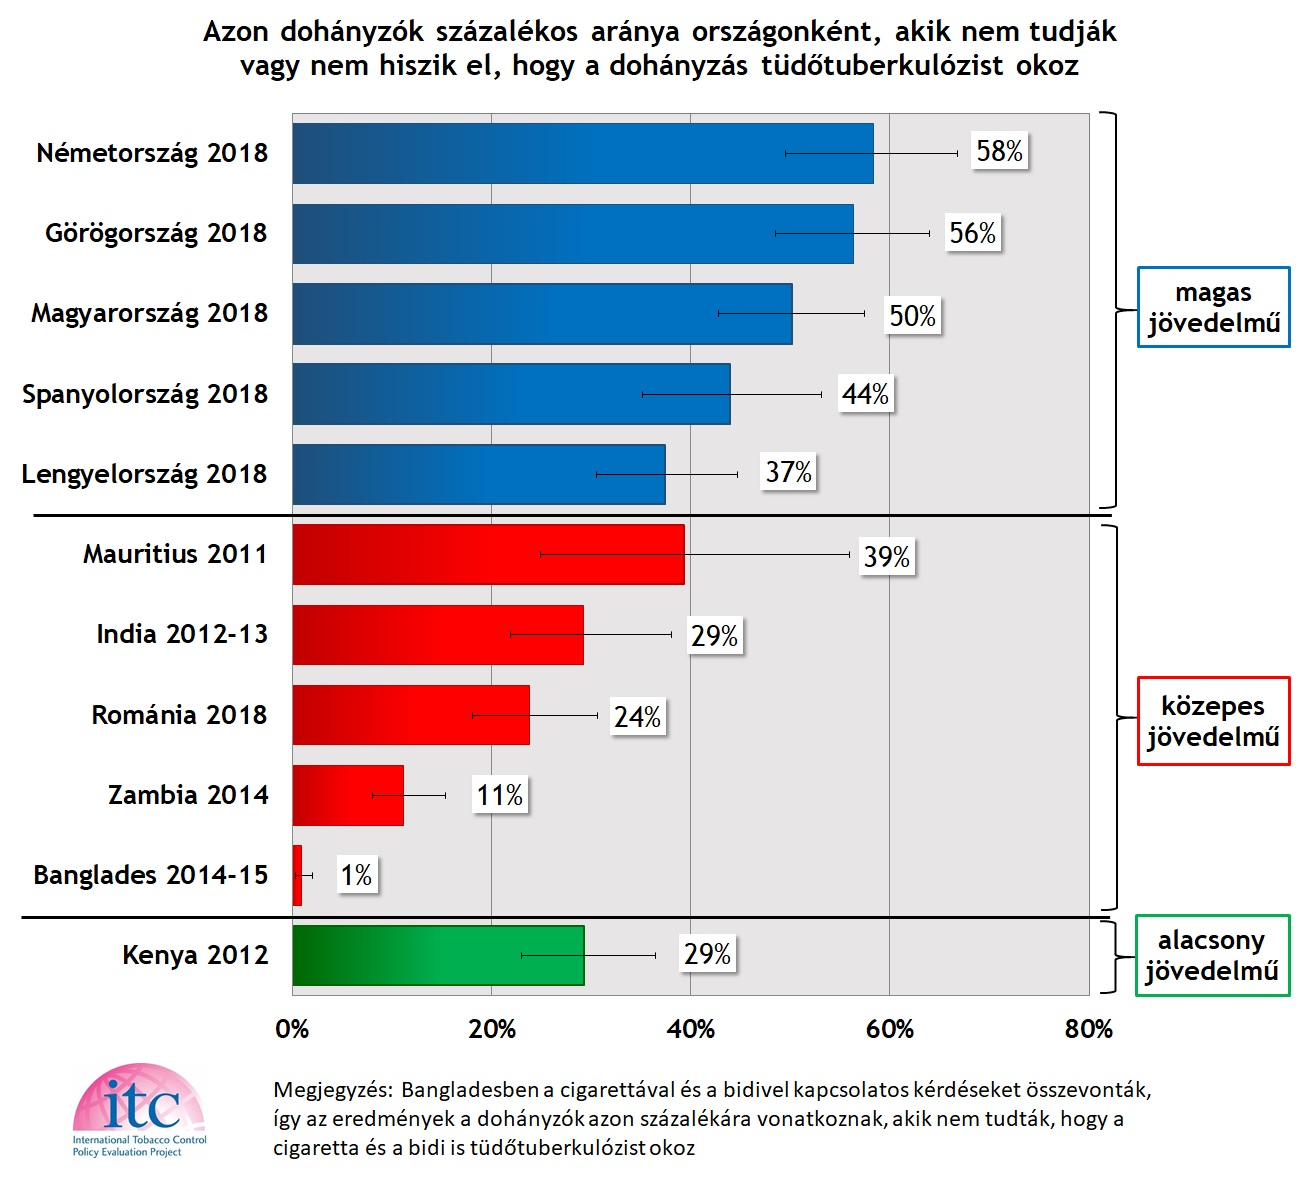 Azon dohányzók százalékos aránya országonként, akik nem tudják
vagy nem hiszik el, hogy a dohányzás tüdőtuberkulózist okoz
Németország 2018
58%
Görögország 2018
56%
Magyarország 2018
50%
Spanyolország 2018
44%
Lengyelország 2018
37%
magas
jövedelmű
Mauritius 2011
39%
India 2012-13
29%
Románia 2018
24%
Zambia 2014
11%
Banglades 2014-15
1%
közepes
jövedelmű
Kenya 2012
29%
alacsony
jövedelmű
0%
20%
40%
60%
80%
itc
International Tobacco Control
Policy Evaluation Project
Megjegyzés: Bangladesben a cigarettával és a bidivel kapcsolatos kérdéseket összevonták,
így az eredmények a dohányzók azon százalékára vonatkoznak, akik nem tudták, hogy a
cigaretta és a bidi is tüdőtuberkulózist okoz